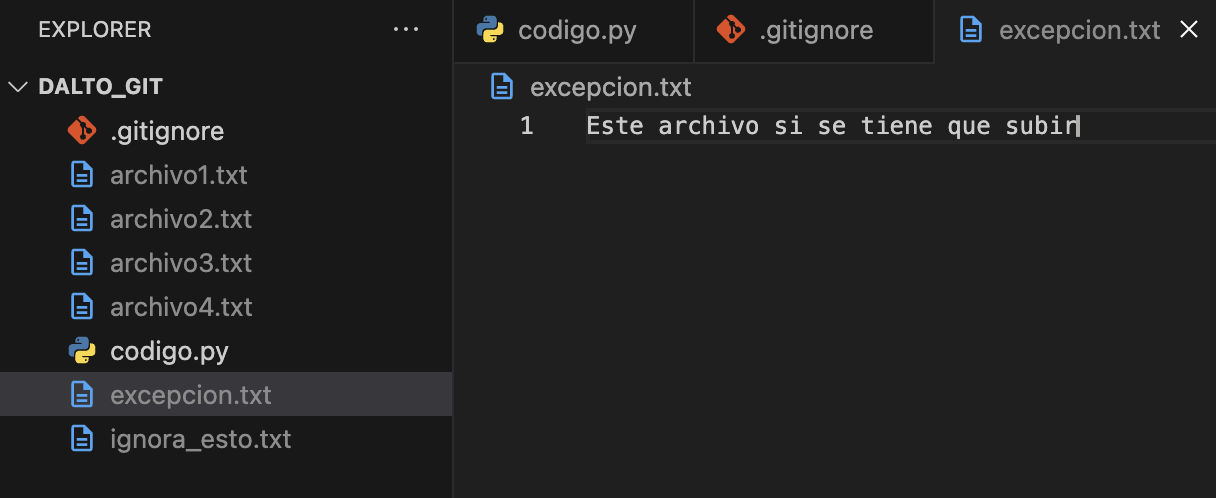 EXPLORER ...
DALTO_GIT
.gitignore
archivo1.txt
archivo2.txt
archivo3.txt
archivo4.txt
codigo.py
excepcion.txt
ignora_esto.txt
codigo.py .gitignore excepcion.txt
excepcion.txt
1 Este archivo si se tiene que subir